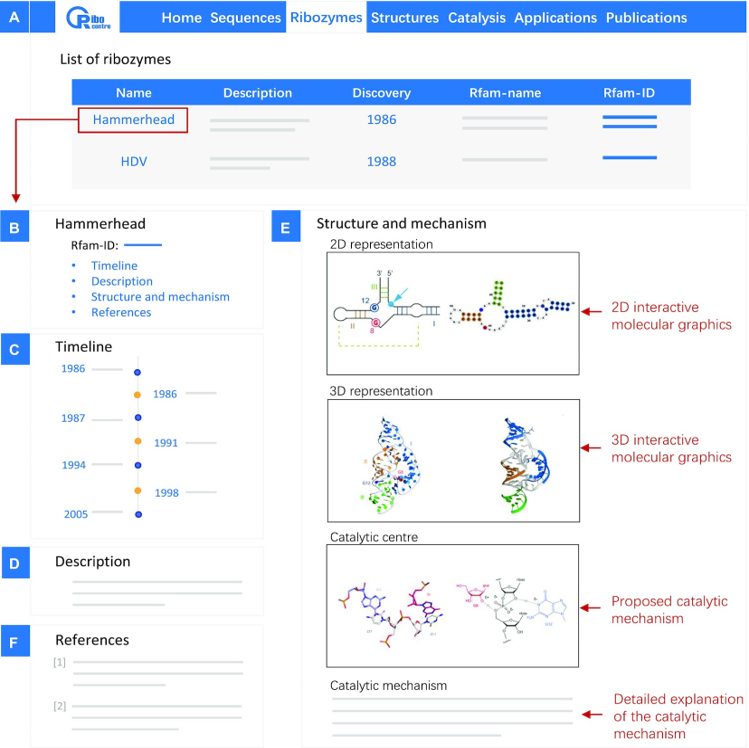 A
Ribo
centre
Home Sequences Ribozymes Structures Catalysis Applications Publications
List of ribozymes
Name Description Discovery Rfam-name Rfam-ID
Hammerhead 1986
HDV 1988
B
Hammerhead
Rfam-ID:
• Timeline
• Description
• Structure and mechanism
• References
C
Timeline
1986
1986
1987
1991
1994
1998
2005
D
Description
F
References
[1]
[2]
E
Structure and mechanism
2D representation
3' 5'
III
12 G
II
G
8
I
2D interactive
molecular graphics
3D representation
3D interactive
molecular graphics
Catalytic centre
Proposed catalytic
mechanism
Catalytic mechanism
Detailed explanation
of the catalytic
mechanism